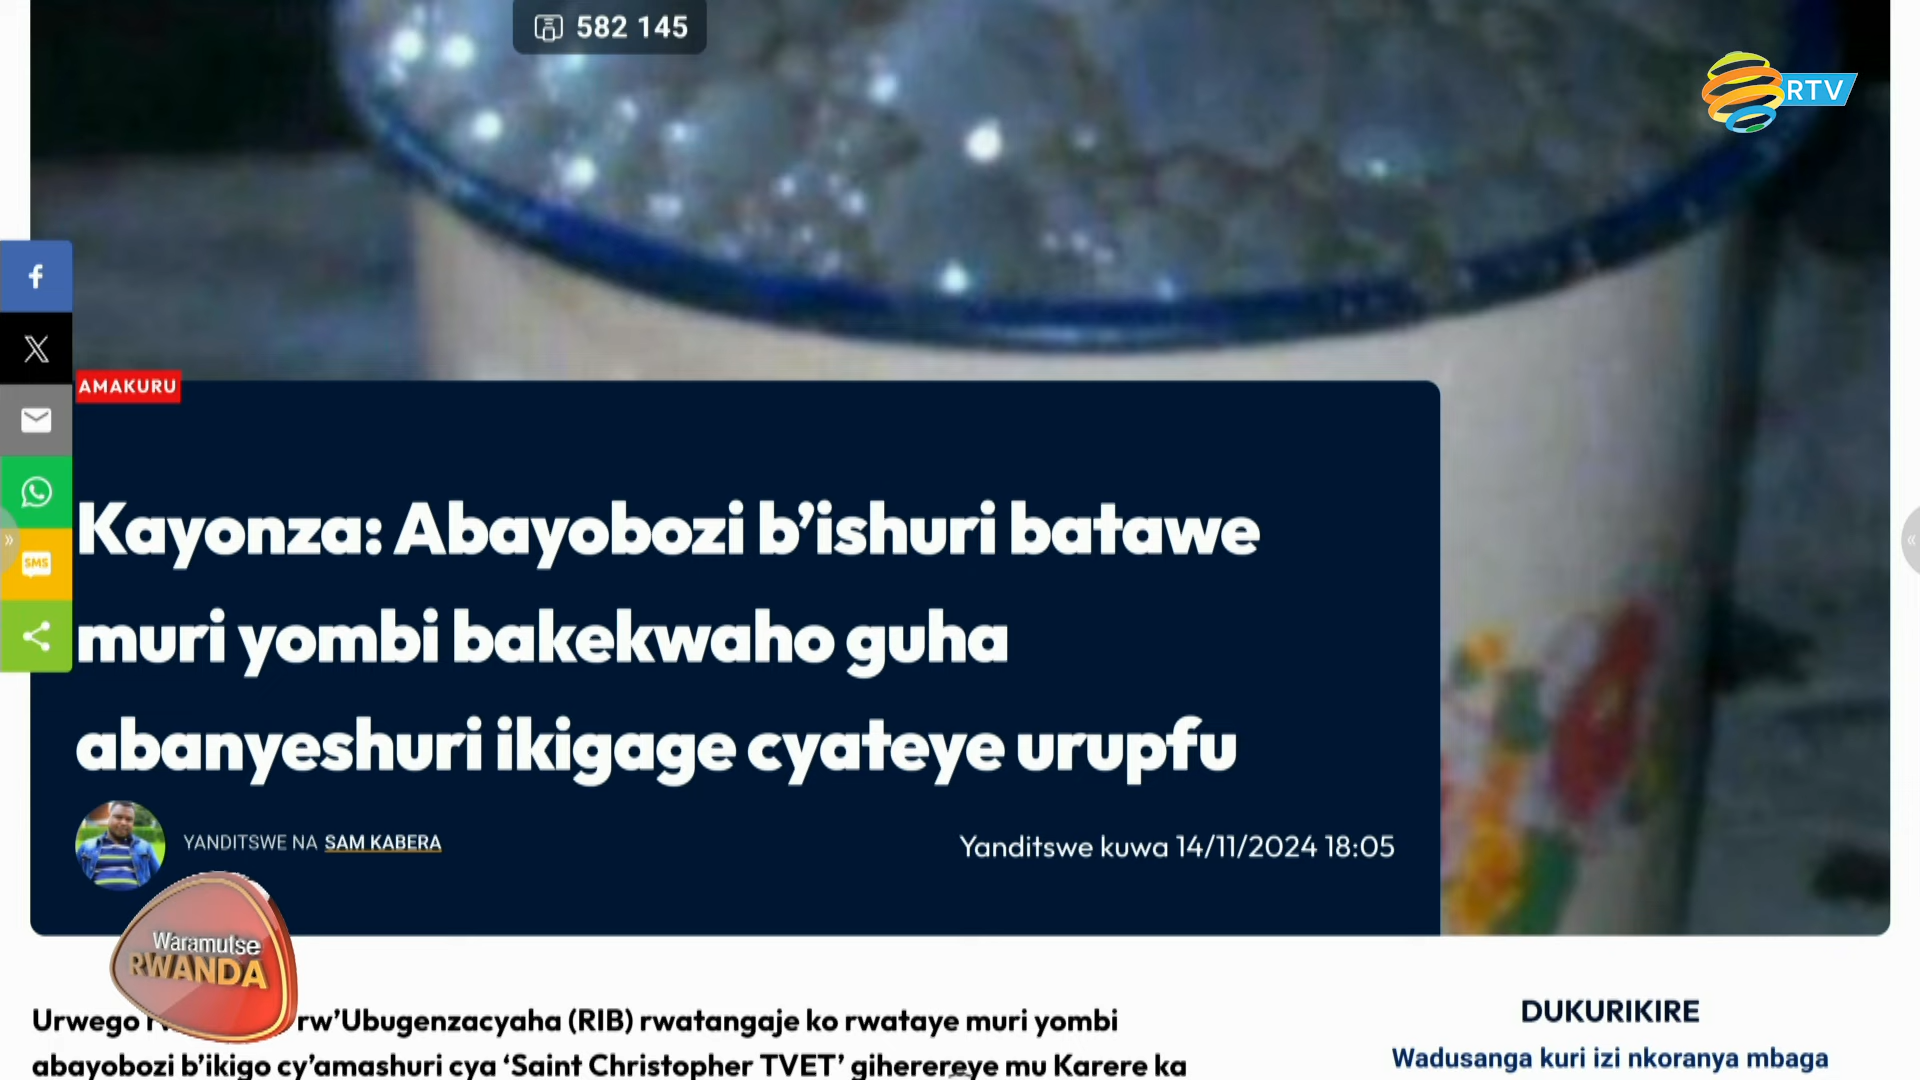 582 145
RTV
AMAKURU
SMS
Kayonza: Abayobozi b’ishuri batawe
muri yombi bakekwaho guha
abanyeshuri ikigage cyateye urupfu
YANDITSWE NA SAM KABERA
Yanditswe kuwa 14/11/2024 18:05
Waramutse
RWANDA
Urwego rw’Ubugenzacyaha (RIB) rwatangaje ko rwataye muri yombi
abayobozi b’ikigo cy’amashuri cya ‘Saint Christopher TVET’ giherereye mu Karere ka
DUKURIKIRE
Wadusanga kuri izi nkoranya mbaga